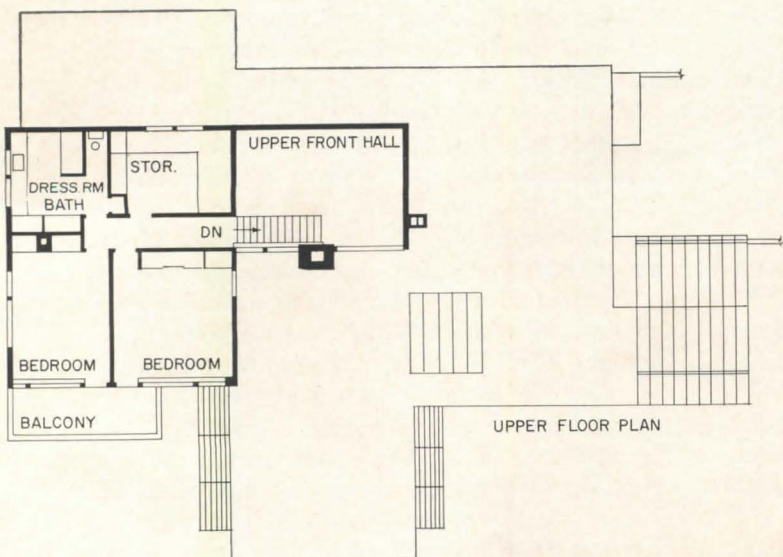 UPPER FRONT HALL
STOR.
DRESS. RM
BATH
DN
BEDROOM
BEDROOM
BALCONY
UPPER FLOOR PLAN